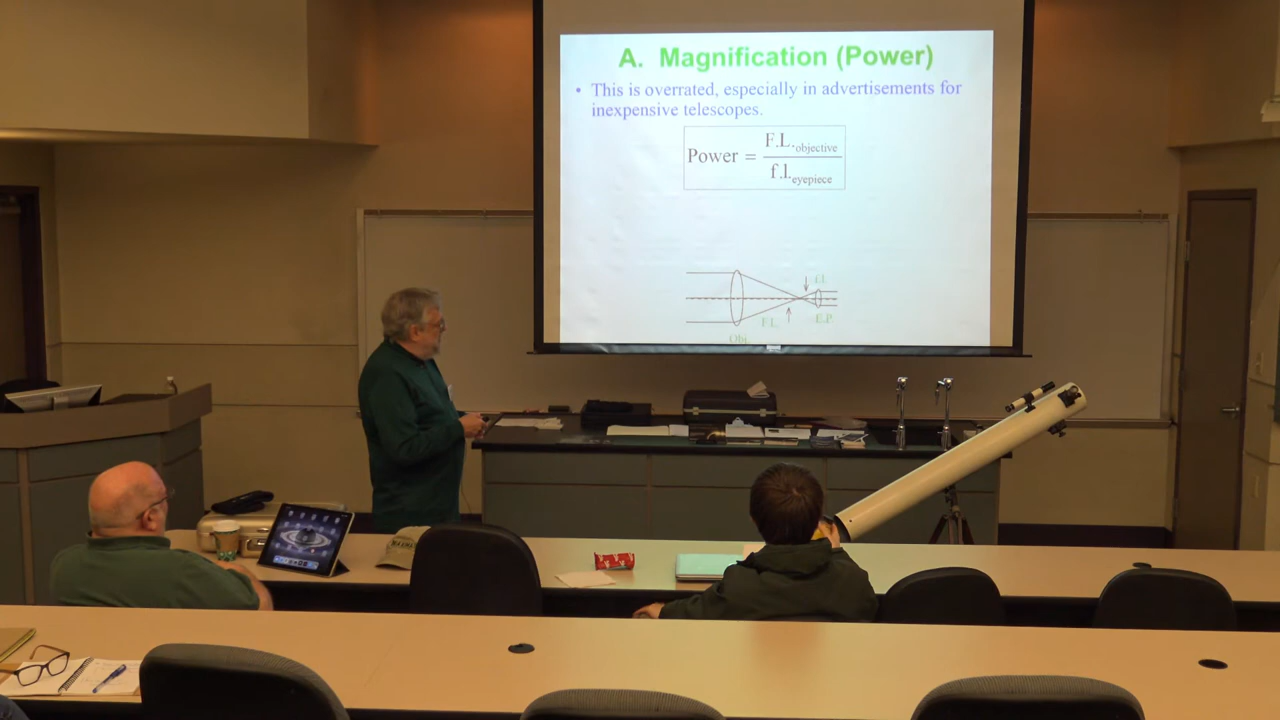 A. Magnification (Power)
• This is overrated, especially in advertisements for
inexpensive telescopes.
Power = F.L.objective
f.l.eyepiece
f.l.
F.L.
E.P.
Obj.